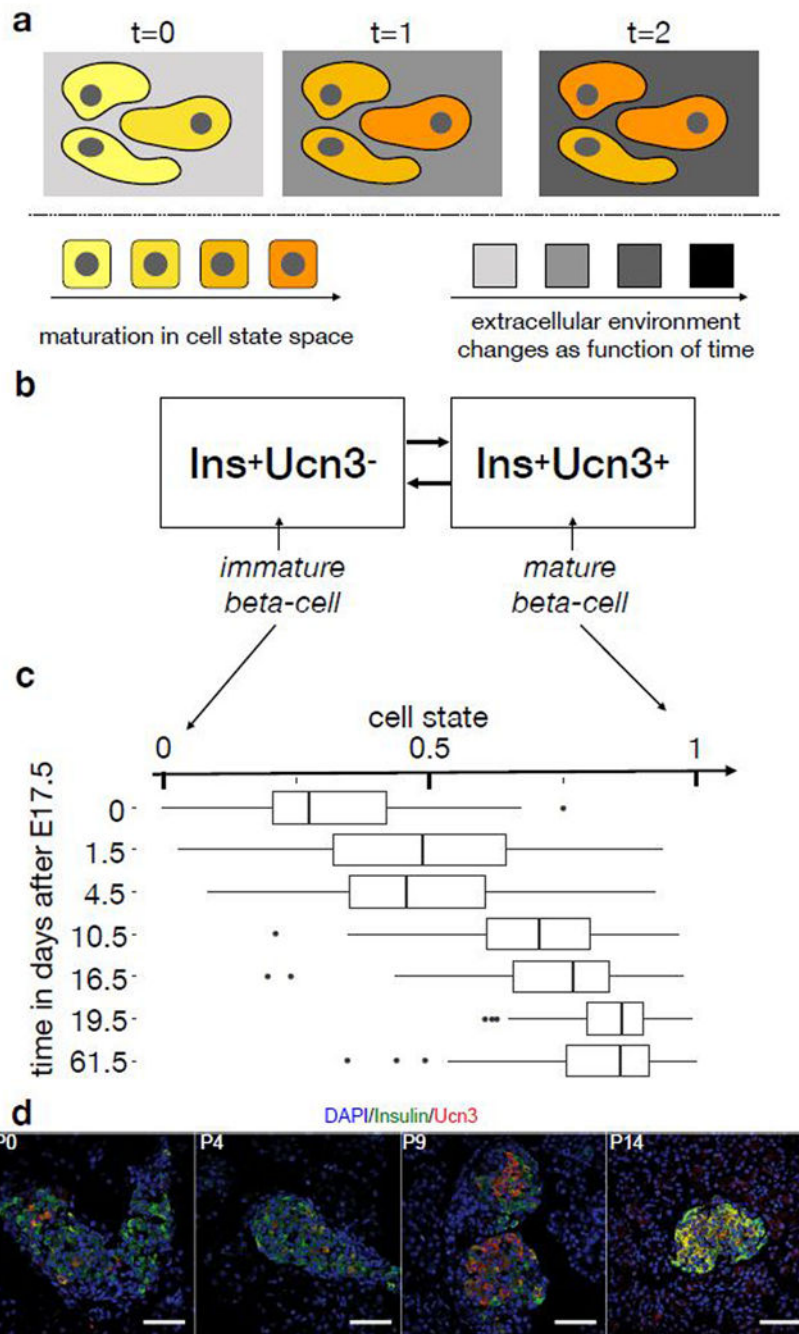 a
t=0 t=1 t=2
maturation in cell state space
extracellular environment
changes as function of time
b
Ins+Ucn3-
Ins+Ucn3+
immature
beta-cell
mature
beta-cell
c
cell state
0 0.5 1
time in days after E17.5
0
1.5
4.5
10.5
16.5
19.5
61.5
d
DAPI/Insulin/Ucn3
P0 P4 P9 P14